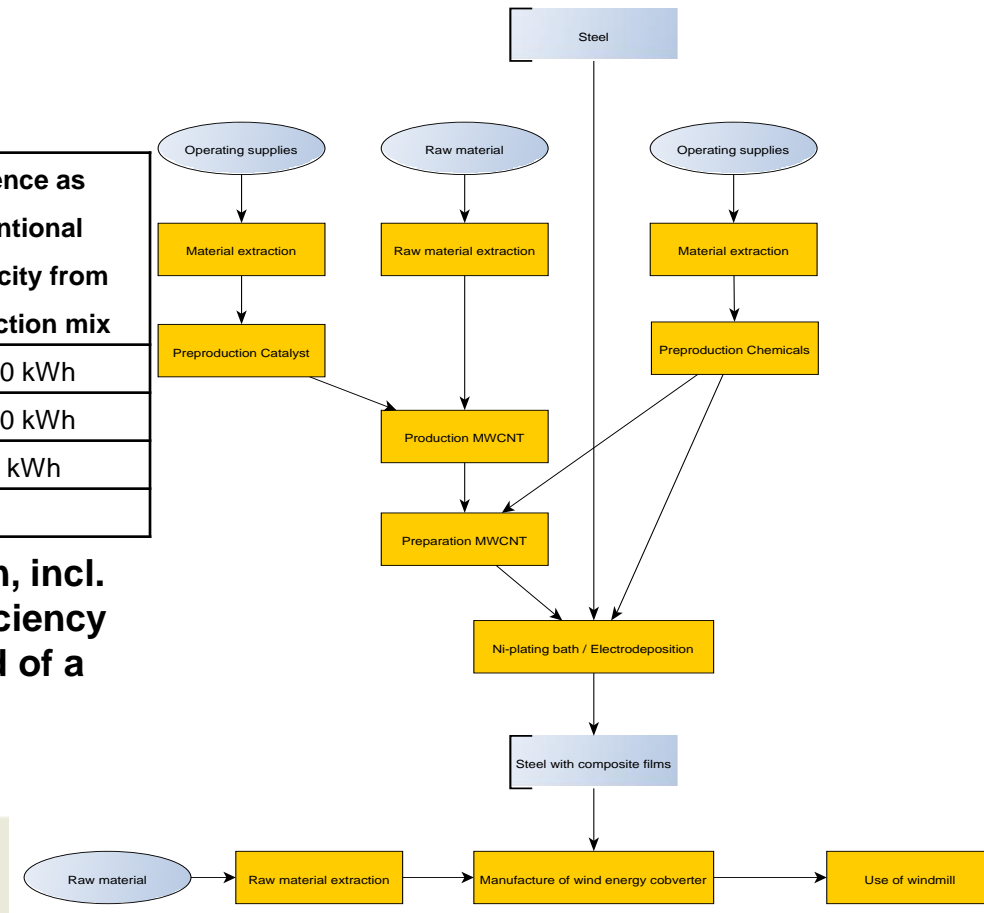 Steel
Operating supplies
Raw material
Operating supplies
ence as
ntional
city from
ction mix
0 kWh
0 kWh
kWh
Material extraction
Raw material extraction
Material extraction
Preproduction Catalyst
Preproduction Chemicals
Production MWCNT
Preparation MWCNT
n, incl.
ciency
d of a
Ni-plating bath / Electrodeposition
Steel with composite films
Raw material
Raw material extraction
Manufacture of wind energy cobverter
Use of windmill